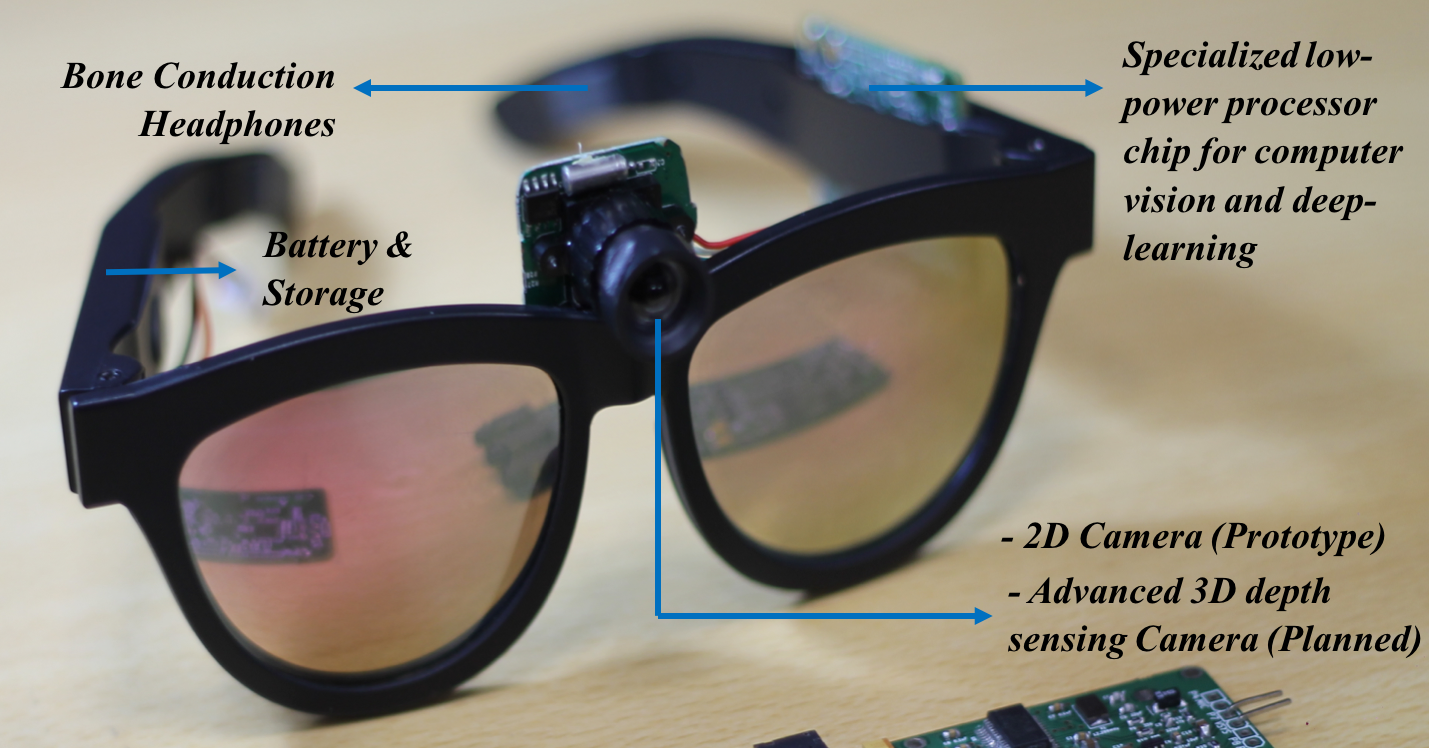 Bone Conduction
Headphones
Specialized low-
power processor
chip for computer
vision and deep-
learning
Battery &
Storage
- 2D Camera (Prototype)
- Advanced 3D depth
sensing Camera (Planned)